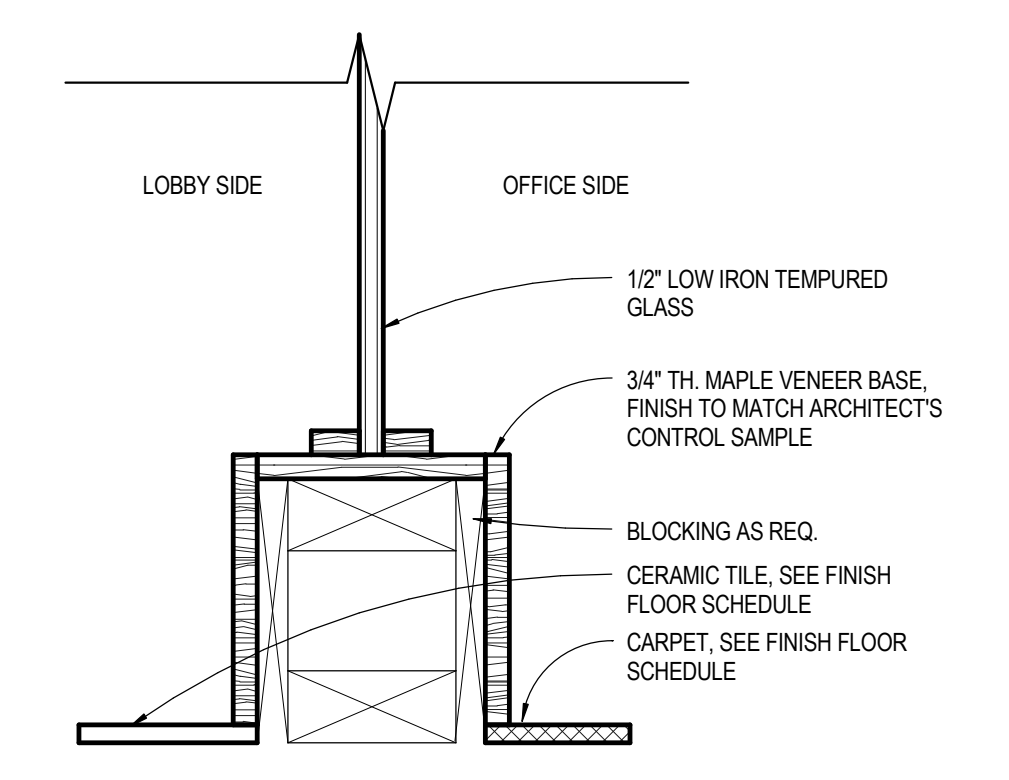 LOBBY SIDE
OFFICE SIDE
1/2" LOW IRON TEMPURED
GLASS
3/4" TH. MAPLE VENEER BASE,
FINISH TO MATCH ARCHITECT'S
CONTROL SAMPLE
BLOCKING AS REQ.
CERAMIC TILE, SEE FINISH
FLOOR SCHEDULE
CARPET, SEE FINISH FLOOR
SCHEDULE